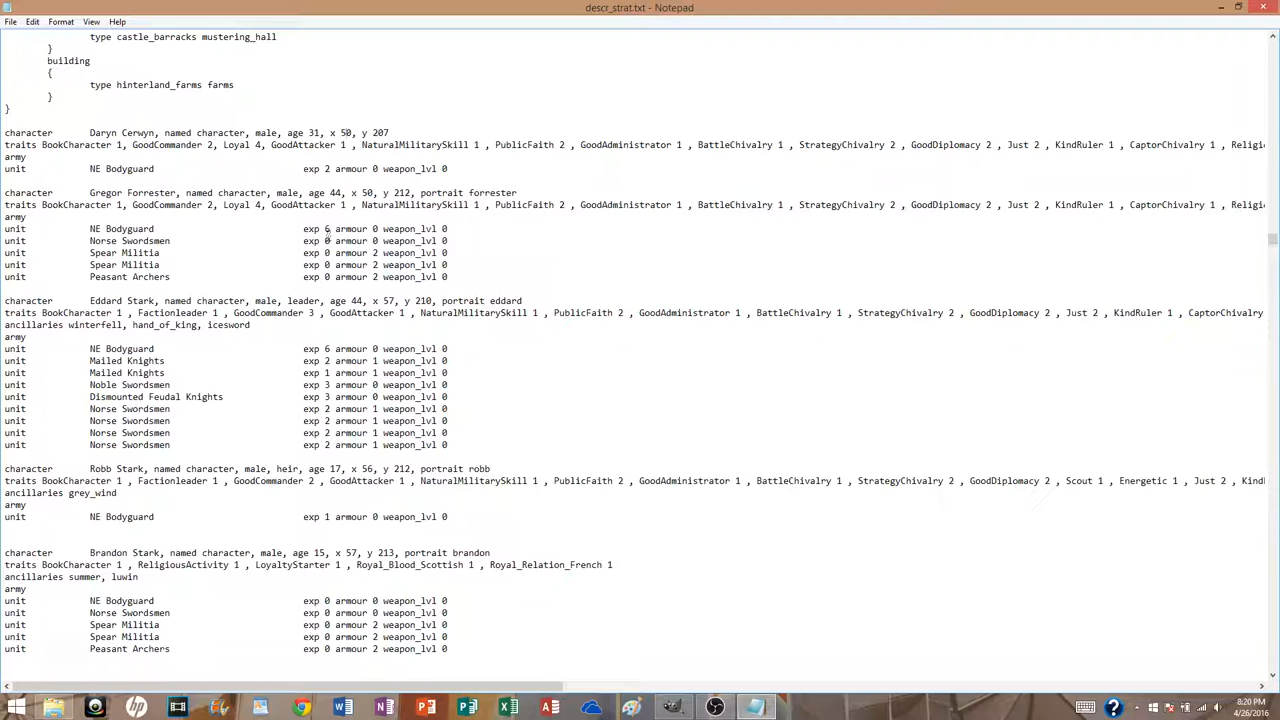 descr_strat.txt - Notepad
File Edit Format View Help
type castle_barracks mustering_hall
}
building
{
type hinterland_farms farms
}
}
character Daryn Cerwyn, named character, male, age 31, x 50, y 207
traits BookCharacter 1, GoodCommander 2, Loyal 4, GoodAttacker 1 , NaturalMilitarySkill 1 , PublicFaith 2 , GoodAdministrator 1 , BattleChivalry 1 , StrategyChivalry 2 , GoodDiplomacy 2 , Just 2 , KindRuler 1 , CaptorChivalry 1 , Religi
army
unit NE Bodyguard exp 2 armour 0 weapon_lvl 0
character Gregor Forrester, named character, male, age 44, x 50, y 212, portrait forrester
traits BookCharacter 1, GoodCommander 2, Loyal 4, GoodAttacker 1 , NaturalMilitarySkill 1 , PublicFaith 2 , GoodAdministrator 1 , BattleChivalry 1 , StrategyChivalry 2 , GoodDiplomacy 2 , Just 2 , KindRuler 1 , CaptorChivalry 1 , Religi
army
unit NE Bodyguard exp 6 armour 0 weapon_lvl 0
unit Norse Swordsmen exp 0 armour 0 weapon_lvl 0
unit Spear Militia exp 0 armour 2 weapon_lvl 0
unit Spear Militia exp 0 armour 2 weapon_lvl 0
unit Peasant Archers exp 0 armour 2 weapon_lvl 0
character Eddard Stark, named character, male, leader, age 44, x 57, y 210, portrait eddard
traits BookCharacter 1 , Factionleader 1 , GoodCommander 3 , GoodAttacker 1 , NaturalMilitarySkill 1 , PublicFaith 2 , GoodAdministrator 1 , BattleChivalry 1 , StrategyChivalry 2 , GoodDiplomacy 2 , Just 2 , KindRuler 1 , CaptorChivalry
ancillaries winterfell, hand_of_king, icesword
army
unit NE Bodyguard exp 6 armour 0 weapon_lvl 0
unit Mailed Knights exp 2 armour 1 weapon_lvl 0
unit Mailed Knights exp 1 armour 1 weapon_lvl 0
unit Noble Swordsmen exp 3 armour 0 weapon_lvl 0
unit Dismounted Feudal Knights exp 3 armour 0 weapon_lvl 0
unit Norse Swordsmen exp 2 armour 1 weapon_lvl 0
unit Norse Swordsmen exp 2 armour 1 weapon_lvl 0
unit Norse Swordsmen exp 2 armour 1 weapon_lvl 0
unit Norse Swordsmen exp 2 armour 1 weapon_lvl 0
character Robb Stark, named character, male, heir, age 17, x 56, y 212, portrait robb
traits BookCharacter 1 , Factionleader 1 , GoodCommander 2 , GoodAttacker 1 , NaturalMilitarySkill 1 , PublicFaith 2 , GoodAdministrator 1 , BattleChivalry 1 , StrategyChivalry 2 , GoodDiplomacy 2 , Scout 1 , Energetic 1 , Just 2 , Kind
ancillaries grey_wind
army
unit NE Bodyguard exp 1 armour 0 weapon_lvl 0
character Brandon Stark, named character, male, age 15, x 57, y 213, portrait brandon
traits BookCharacter 1 , ReligiousActivity 1 , LoyaltyStarter 1 , Royal_Blood_Scottish 1 , Royal_Relation_French 1
ancillaries summer, luwin
army
unit NE Bodyguard exp 0 armour 0 weapon_lvl 0
unit Norse Swordsmen exp 0 armour 0 weapon_lvl 0
unit Spear Militia exp 0 armour 2 weapon_lvl 0
unit Spear Militia exp 0 armour 2 weapon_lvl 0
unit Peasant Archers exp 0 armour 2 weapon_lvl 0
8:20 PM
4/26/2016